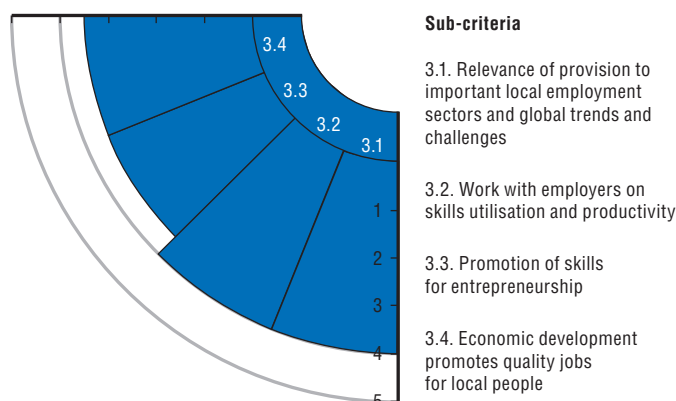 3.4
3.3
3.2
3.1
1
2
3
4
5
Sub-criteria
3.1. Relevance of provision to
important local employment
sectors and global trends and
challenges
3.2. Work with employers on
skills utilisation and productivity
3.3. Promotion of skills
for entrepreneurship
3.4. Economic development
promotes quality jobs
for local people